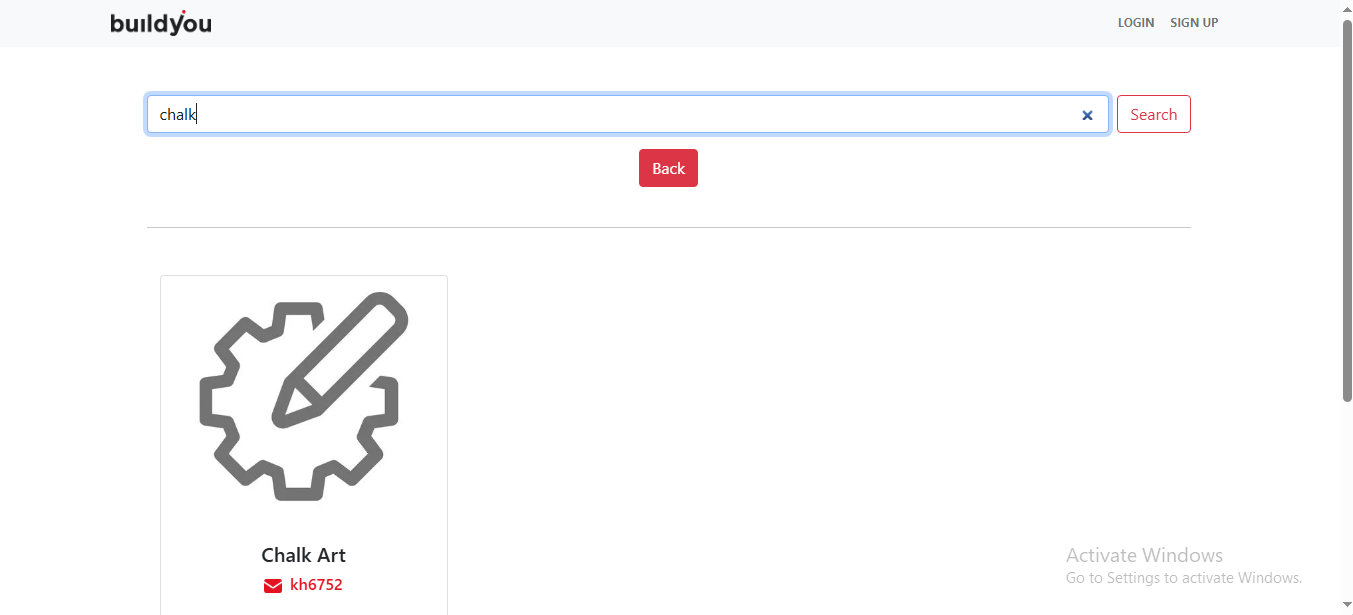 buildyou
LOGIN SIGN UP
chalk
Search
Back
Chalk Art
kh6752
Activate Windows
Go to Settings to activate Windows.